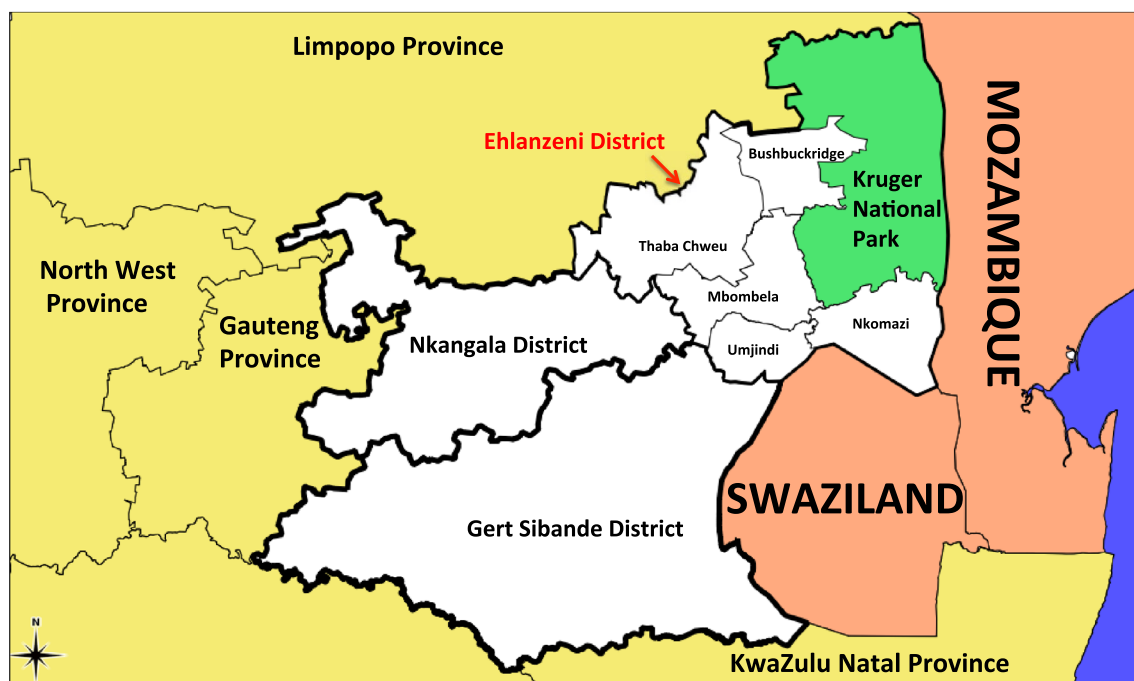 Limpopo Province
Ehlanzeni District
Bushbuckridge
Kruger
National
Park
MOZAMBIQUE
Thaba Chweu
North West
Province
Mbombela
Gauteng
Province
Nkomazi
Nkangala District
Umjindi
SWAZILAND
Gert Sibande District
N
KwaZulu Natal Province